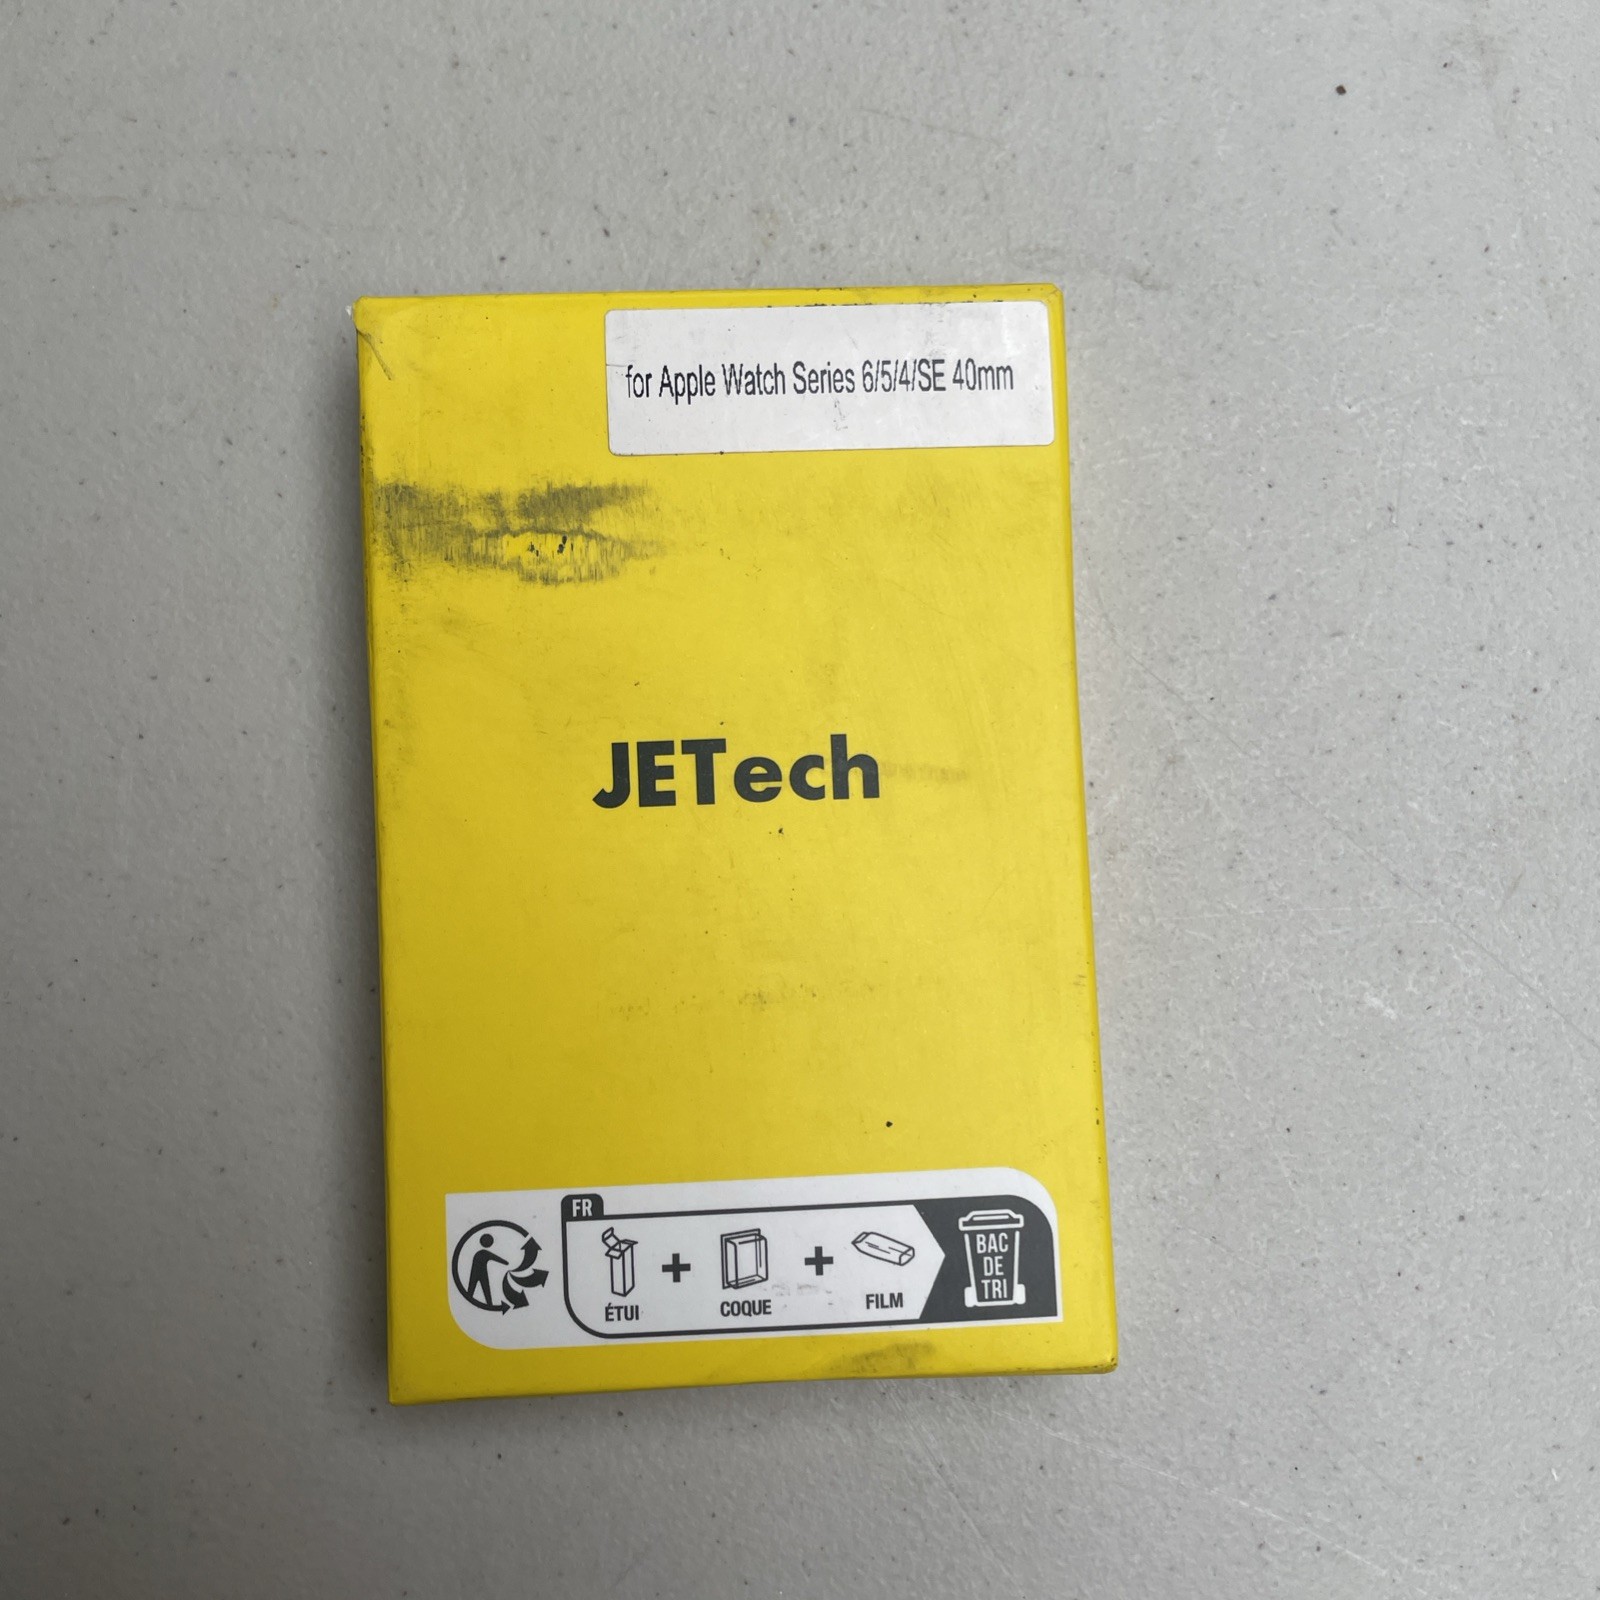 for Apple Watch Series 6/5/4/SE 40mm
JETech
FR
ÉTUI + COQUE + FILM
BAC
DE
TRI